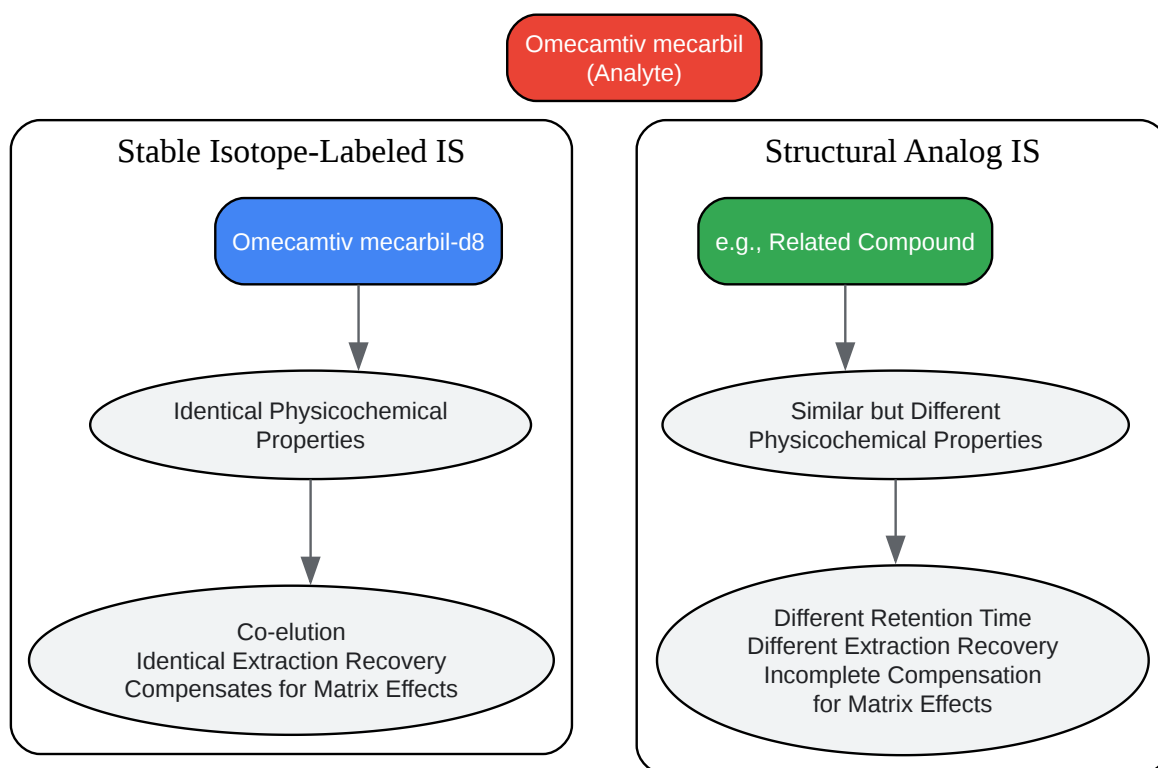 Omecamtiv mecarbil
(Analyte)
Stable Isotope-Labeled IS
Omecamtiv mecarbil-d8
Identical Physicochemical
Properties
Co-elution
Identical Extraction Recovery
Compensates for Matrix Effects
Structural Analog IS
e.g., Related Compound
Similar but Different
Physicochemical Properties
Different Retention Time
Different Extraction Recovery
Incomplete Compensation
for Matrix Effects